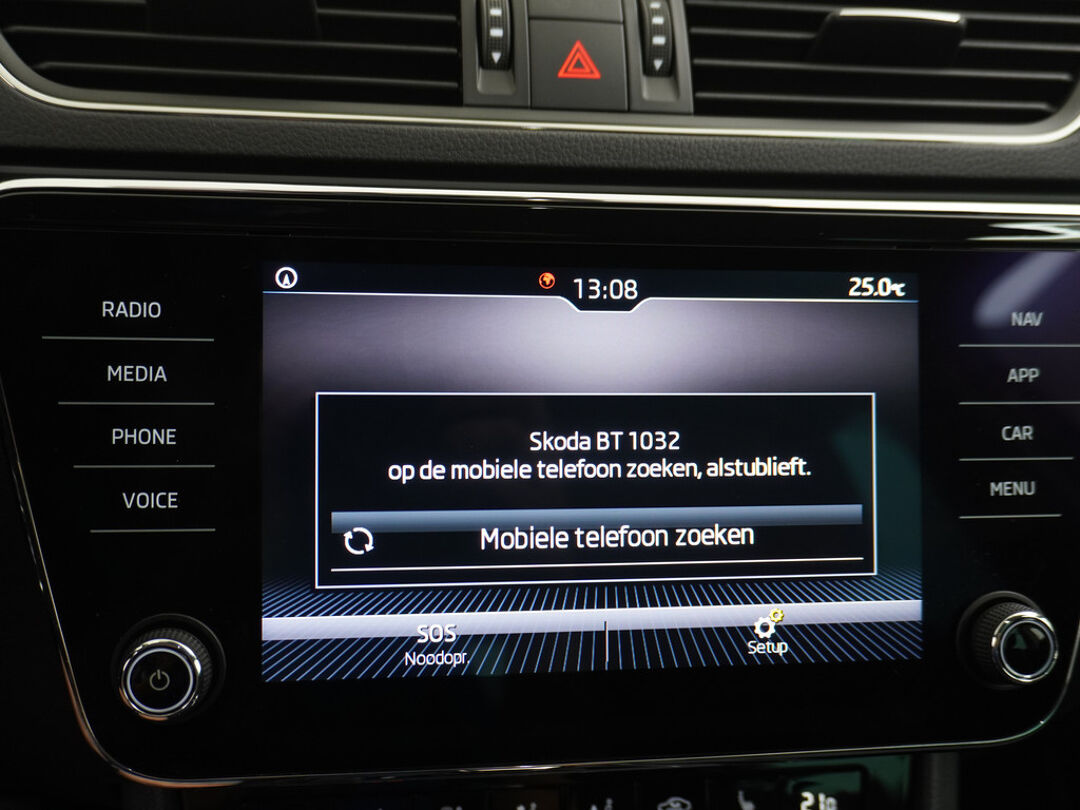 13:08
25.0°C
RADIO
MEDIA
PHONE
VOICE
NAV
APP
CAR
MENU
Skoda BT 1032
op de mobiele telefoon zoeken, alstublieft.
Mobiele telefoon zoeken
SOS
Noodopr.
Setup